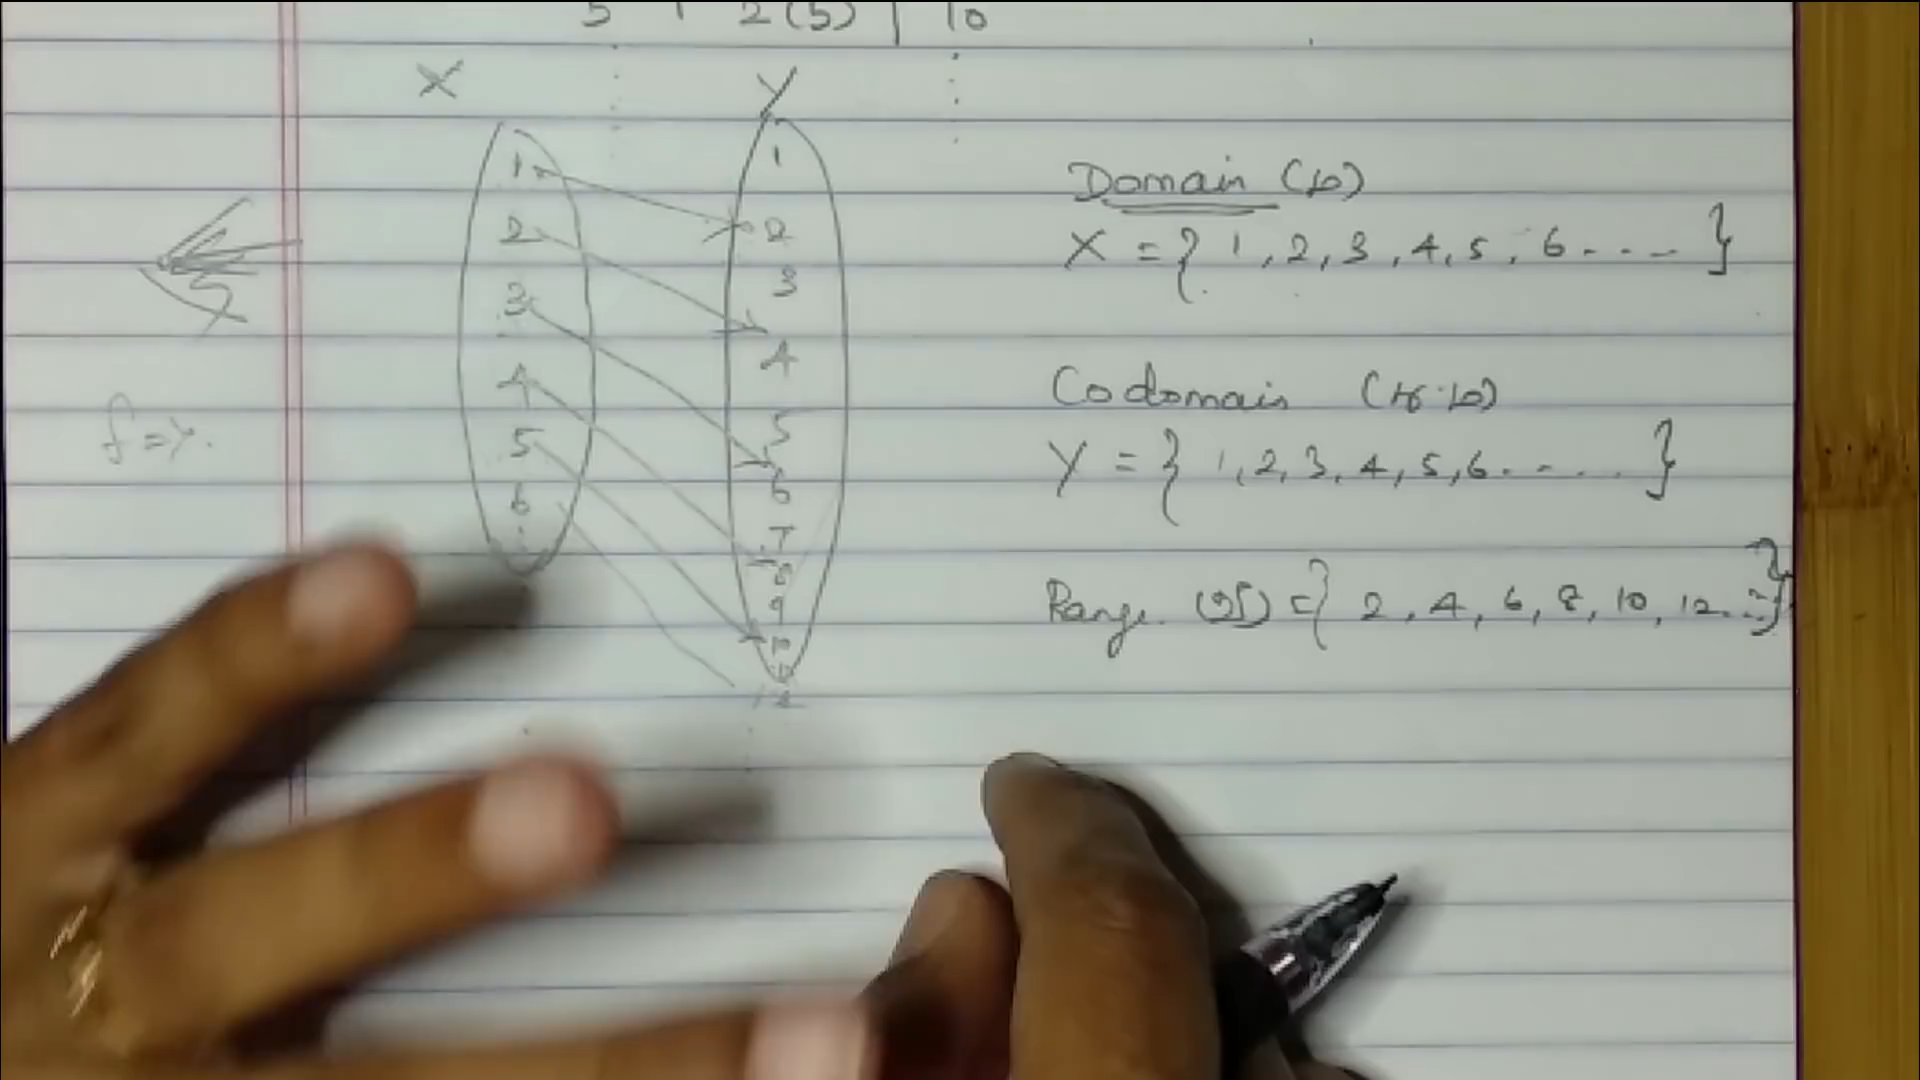 5 2(5) | 10
X Y
1 1
2 2
3 3
4 4
5 5
6 6
7
8
9
10
12
Domain (ம)
X = { 1, 2, 3, 4, 5, 6 . . . . }
f = y.
Codomain
Y = { 1, 2, 3, 4, 5, 6 . . . . . }
Range = { 2, 4, 6, 8, 10, 12 . . }